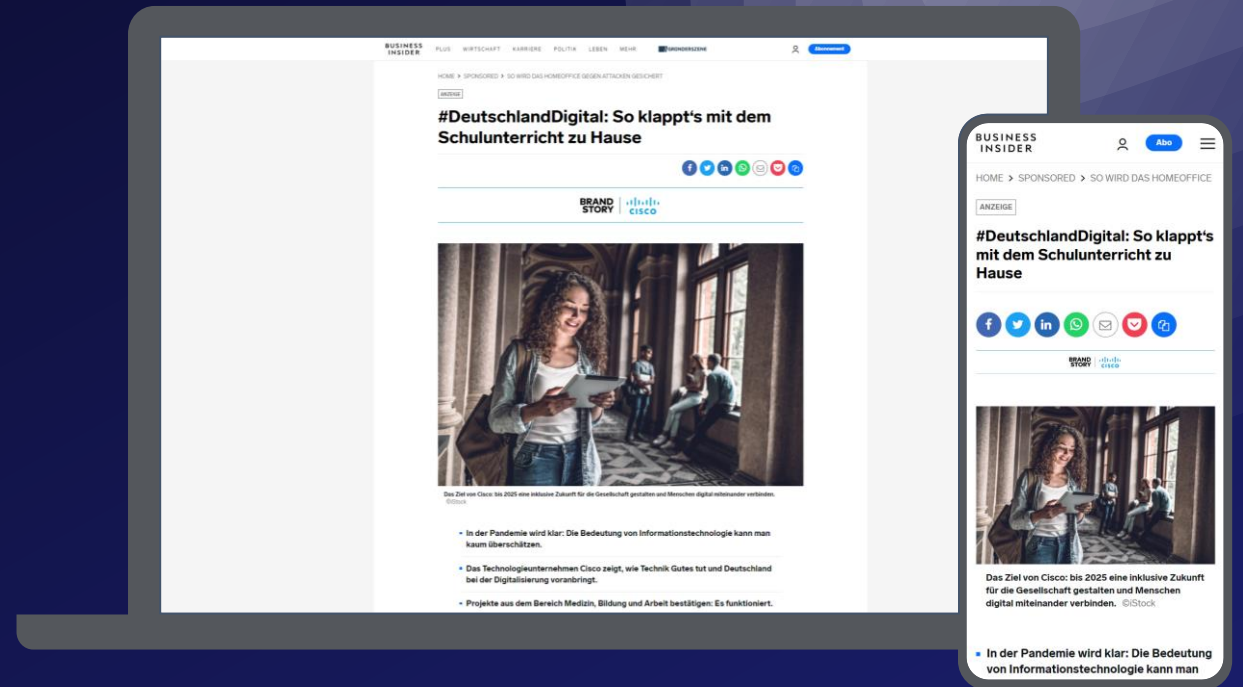 BUSINESS
INSIDER
PLUS WIRTSCHAFT KARRIERE POLITIK LEBEN MEHR GRÜNDERSZENE
Abonnement
HOME > SPONSORED > SO WIRD DAS HOMEOFFICE GEGEN ATTACKEN GESICHERT
ANZEIGE
#DeutschlandDigital: So klappt's mit dem
Schulunterricht zu Hause
BRAND
STORY
CISCO
Das Ziel von Cisco: bis 2025 eine inklusive Zukunft für die Gesellschaft gestalten und Menschen digital miteinander verbinden.
©iStock
In der Pandemie wird klar: Die Bedeutung von Informationstechnologie kann man
kaum überschätzen.
Das Technologieunternehmen Cisco zeigt, wie Technik Gutes tut und Deutschland
bei der Digitalisierung voranbringt.
Projekte aus dem Bereich Medizin, Bildung und Arbeit bestätigen: Es funktioniert.
BUSINESS
INSIDER
Abo
HOME > SPONSORED > SO WIRD DAS HOMEOFFICE
ANZEIGE
#DeutschlandDigital: So klappt's
mit dem Schulunterricht zu
Hause
BRAND
STORY
CISCO
Das Ziel von Cisco: bis 2025 eine inklusive Zukunft
für die Gesellschaft gestalten und Menschen
digital miteinander verbinden. ©iStock
In der Pandemie wird klar: Die Bedeutung
von Informationstechnologie kann man